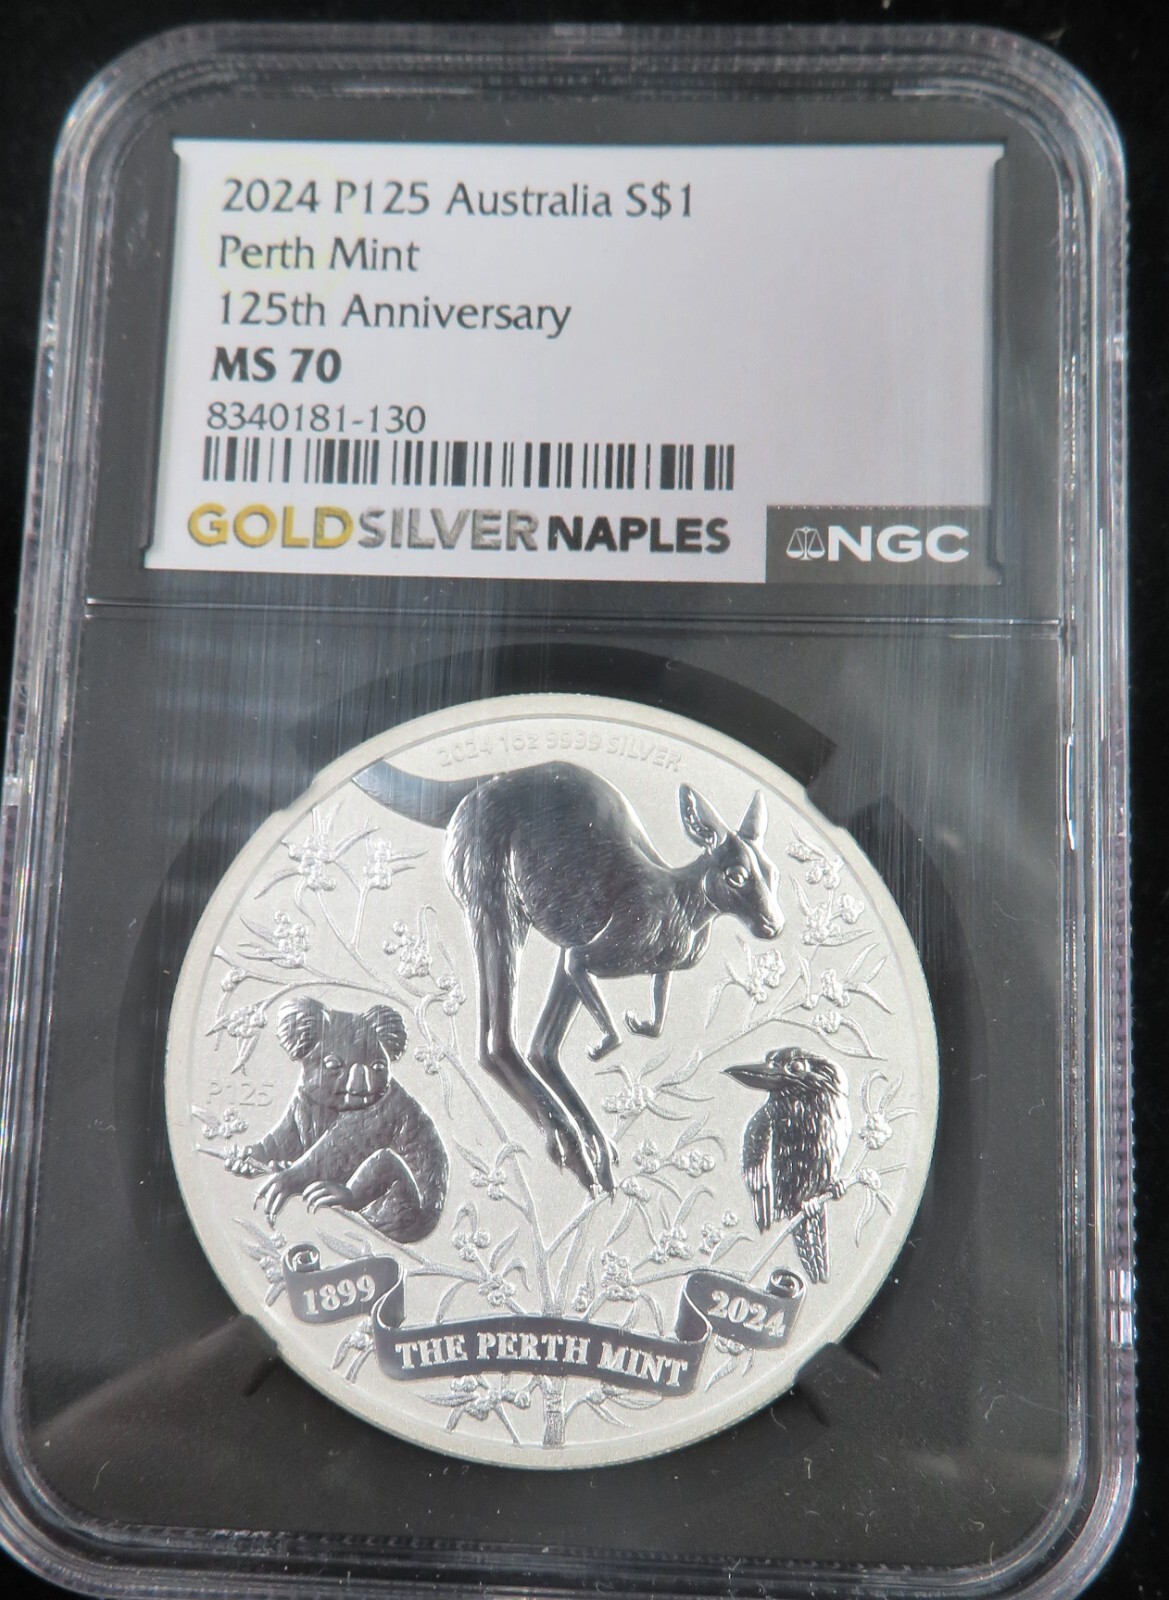 2024 P125 Australia S$1
Perth Mint
125th Anniversary
MS 70
8340181-130
GOLDSILVERNAPLES
NGC
2024 1oz 9999 SILVER
P125
1899
THE PERTH MINT
2024